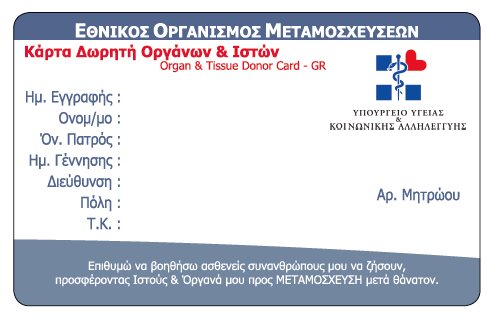 ΕΘΝΙΚΟΣ ΟΡΓΑΝΙΣΜΟΣ ΜΕΤΑΜΟΣΧΕΥΣΕΩΝ
Κάρτα Δωρητή Οργάνων & Ιστών
Organ & Tissue Donor Card - GR
ΥΠΟΥΡΓΕΙΟ ΥΓΕΙΑΣ
&
ΚΟΙΝΩΝΙΚΗΣ ΑΛΛΗΛΕΓΓΥΗΣ
Ημ. Εγγραφής :
Ονομ/μο :
Όν. Πατρός :
Ημ. Γέννησης :
Διεύθυνση :
Πόλη :
Τ.Κ. :
Αρ. Μητρώου
Επιθυμώ να βοηθήσω ασθενείς συνανθρώπους μου να ζήσουν,
προσφέροντας Ιστούς & Όργανά μου προς ΜΕΤΑΜΟΣΧΕΥΣΗ μετά θάνατον.